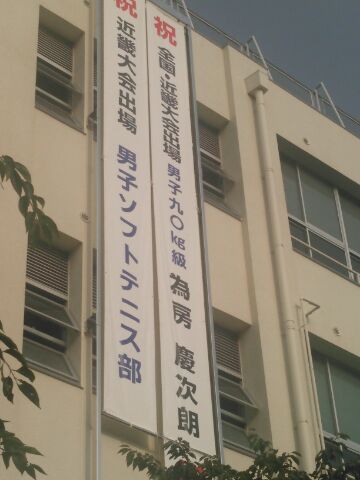 祝 全国・近畿大会出場 男子九〇kg級 為房 慶次朗
祝 近畿大会出場 男子ソフトテニス部